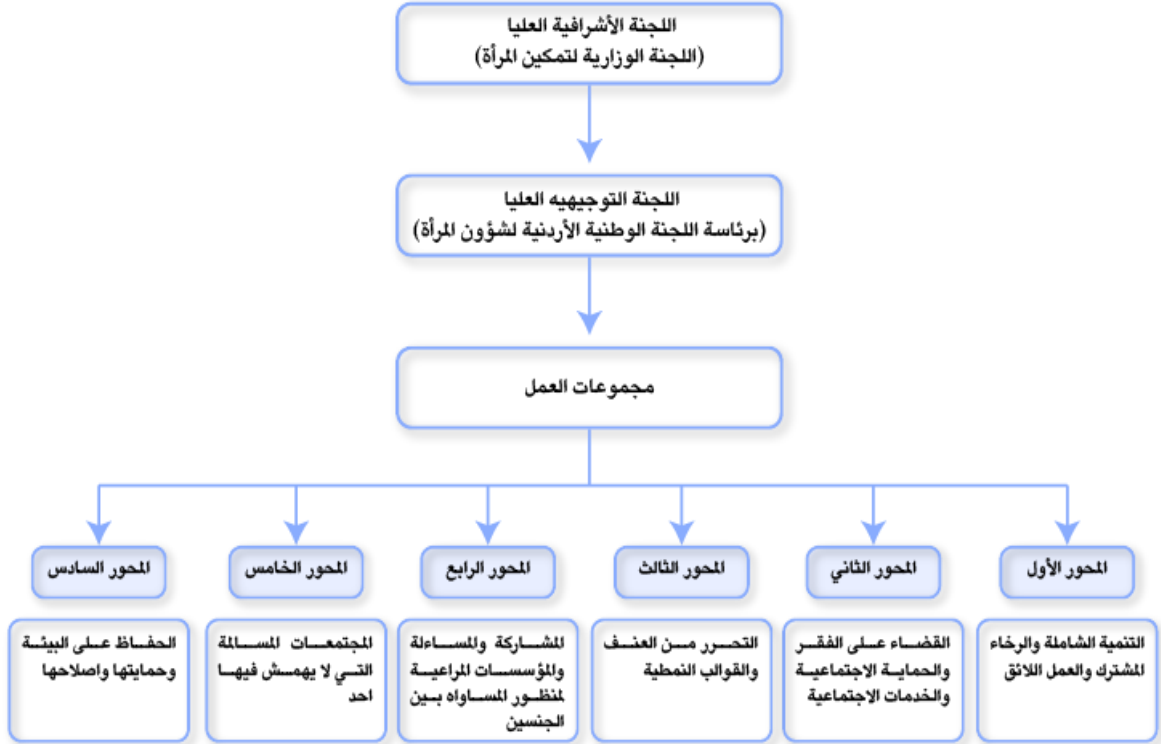 اللجنة الأشرافية العليا
(اللجنة الوزارية لتمكين المرأة)
اللجنة التوجيهيه العليا
(برئاسة اللجنة الوطنية الأردنية لشؤون المرأة)
مجموعات العمل
المحور الأول
المحور الثاني
المحور الثالث
المحور الرابع
المحور الخامس
المحور السادس
التنمية الشاملة والرخاء
المشترك والعمل اللائق
القضاء على الفقر
والحماية الاجتماعية
والخدمات الاجتماعية
التحرر من العنف
والقوالب النمطية
المشاركة والمساءلة
والمؤسسات المراعية
لمنظور المساواه بين
الجنسين
المجتمعات المسالمة
التي لا يهمش فيها
احد
الحفاظ على البيئة
وحمايتها واصلاحها